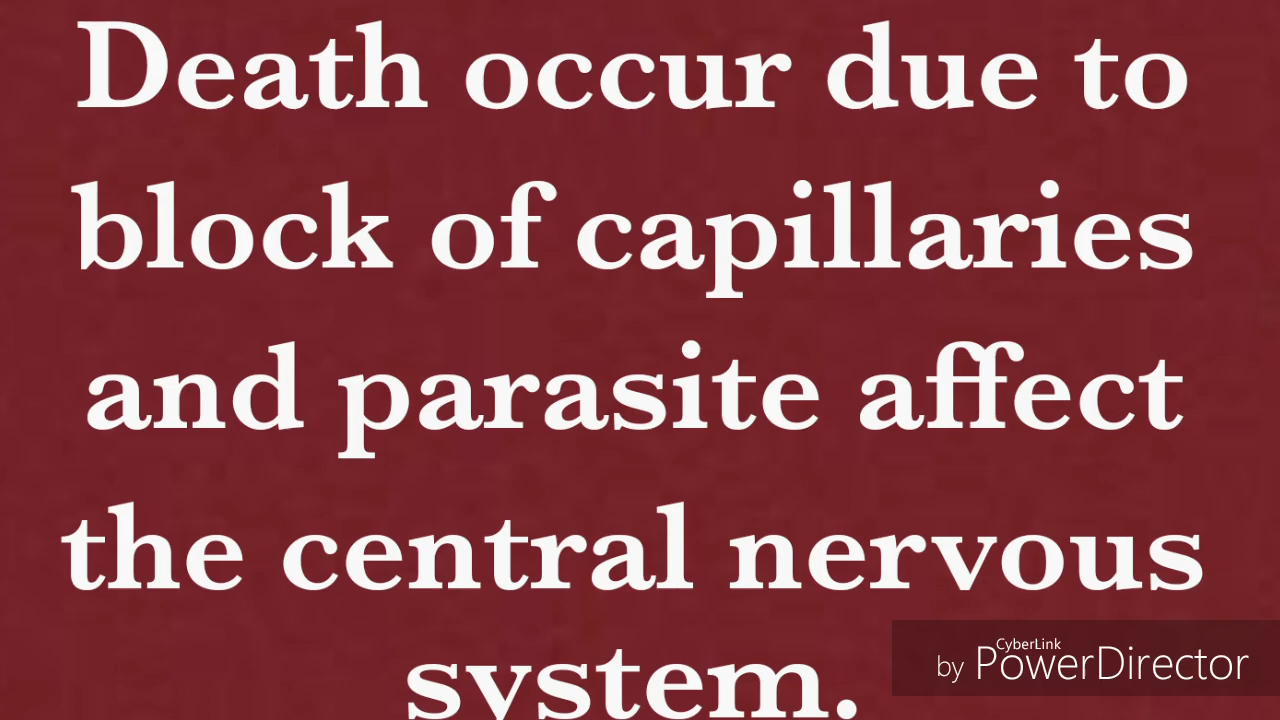 Death occur due to
block of capillaries
and parasite affect
the central nervous
system.
CyberLink
by PowerDirector